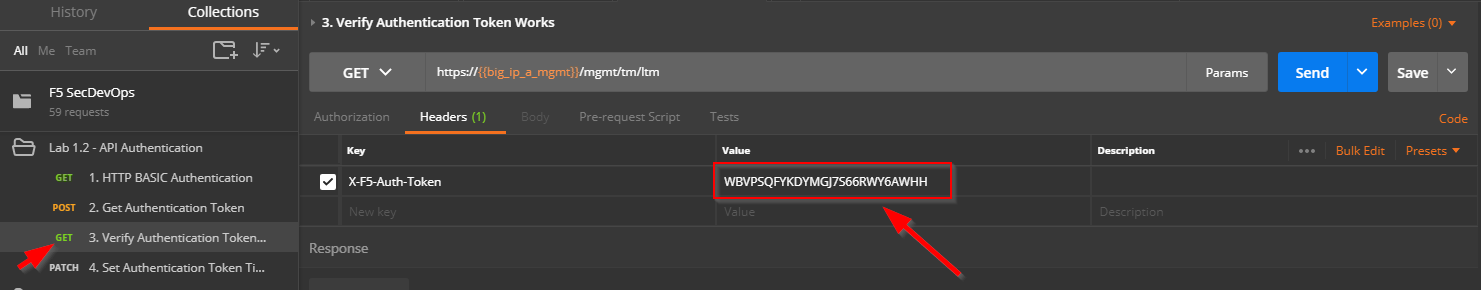 History Collections
All Me Team
F5 SecDevOps
59 requests
Lab 1.2 - API Authentication
GET 1. HTTP BASIC Authentication
POST 2. Get Authentication Token
GET 3. Verify Authentication Token...
PATCH 4. Set Authentication Token Ti...
3. Verify Authentication Token Works
Examples (0)
GET https://{{big_ip_a_mgmt}}/mgmt/tm/ltm Params Send Save
Authorization Headers (1) Body Pre-request Script Tests Code
Key Value Description ••• Bulk Edit Presets
X-F5-Auth-Token WBVPSQFYKDYMGJ7S66RWY6AWHH
New key Value Description
Response